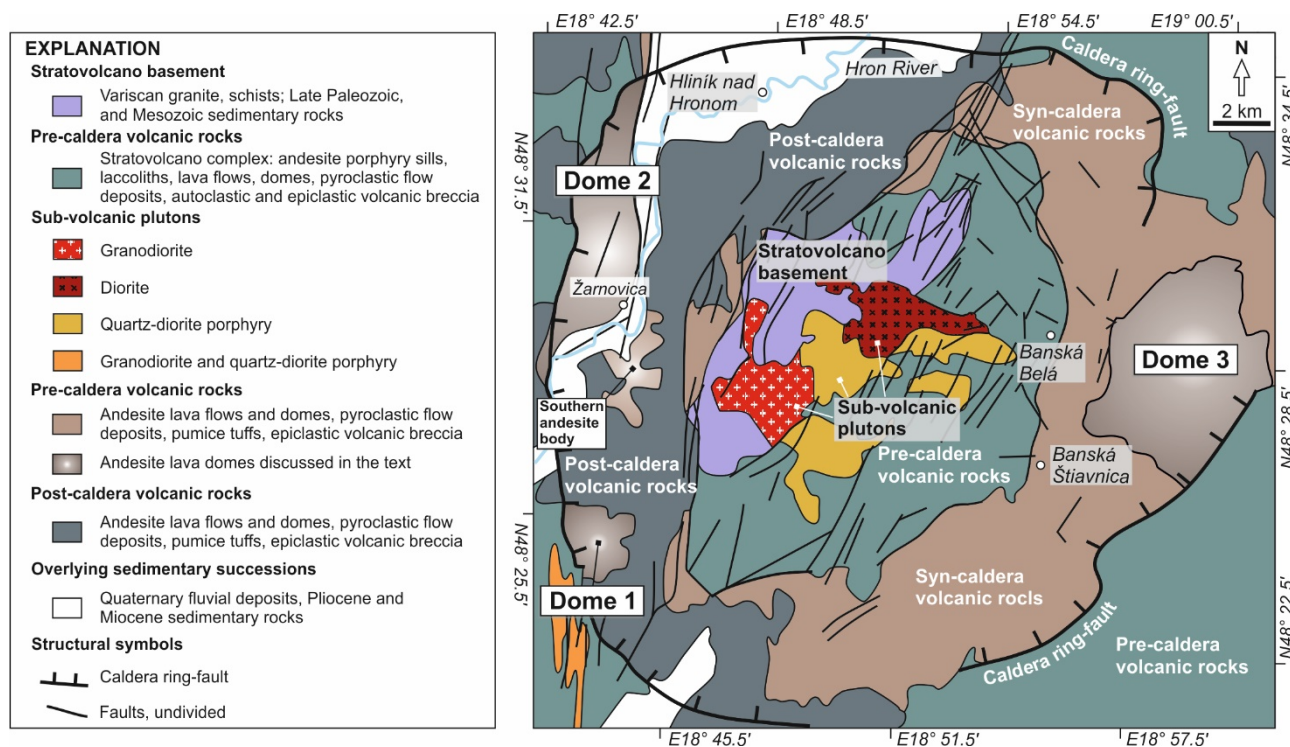 EXPLANATION
Stratovolcano basement
Variscan granite, schists; Late Paleozoic,
and Mesozoic sedimentary rocks
Pre-caldera volcanic rocks
Stratovolcano complex: andesite porphyry sills,
laccoliths, lava flows, domes, pyroclastic flow
deposits, autoclastic and epiclastic volcanic breccia
Sub-volcanic plutons
Granodiorite
Diorite
Quartz-diorite porphyry
Granodiorite and quartz-diorite porphyry
Pre-caldera volcanic rocks
Andesite lava flows and domes, pyroclastic flow
deposits, pumice tuffs, epiclastic volcanic breccia
Andesite lava domes discussed in the text
Post-caldera volcanic rocks
Andesite lava flows and domes, pyroclastic flow
deposits, pumice tuffs, epiclastic volcanic breccia
Overlying sedimentary successions
Quaternary fluvial deposits, Pliocene and
Miocene sedimentary rocks
Structural symbols
Caldera ring-fault
Faults, undivided
E18° 42.5'
E18° 48.5'
E18° 54.5'
E19° 00.5'
N
2 km
Hliník nad
Hronom
Hron River
Caldera
ring-fault
Syn-caldera
volcanic rocks
Post-caldera
volcanic rocks
N48° 34.5'
N48° 31.5'
Dome 2
Stratovolcano
basement
Žarnovica
Banská
Belá
Dome 3
N48° 28.5'
Southern
andesite
body
Sub-volcanic
plutons
Post-caldera
volcanic rocks
Pre-caldera
volcanic rocks
Banská
Štiavnica
N48° 25.5'
Dome 1
Syn-caldera
volcanic rocls
Caldera ring-fault
Pre-caldera
volcanic rocks
N48° 22.5'
E18° 45.5'
E18° 51.5'
E18° 57.5'